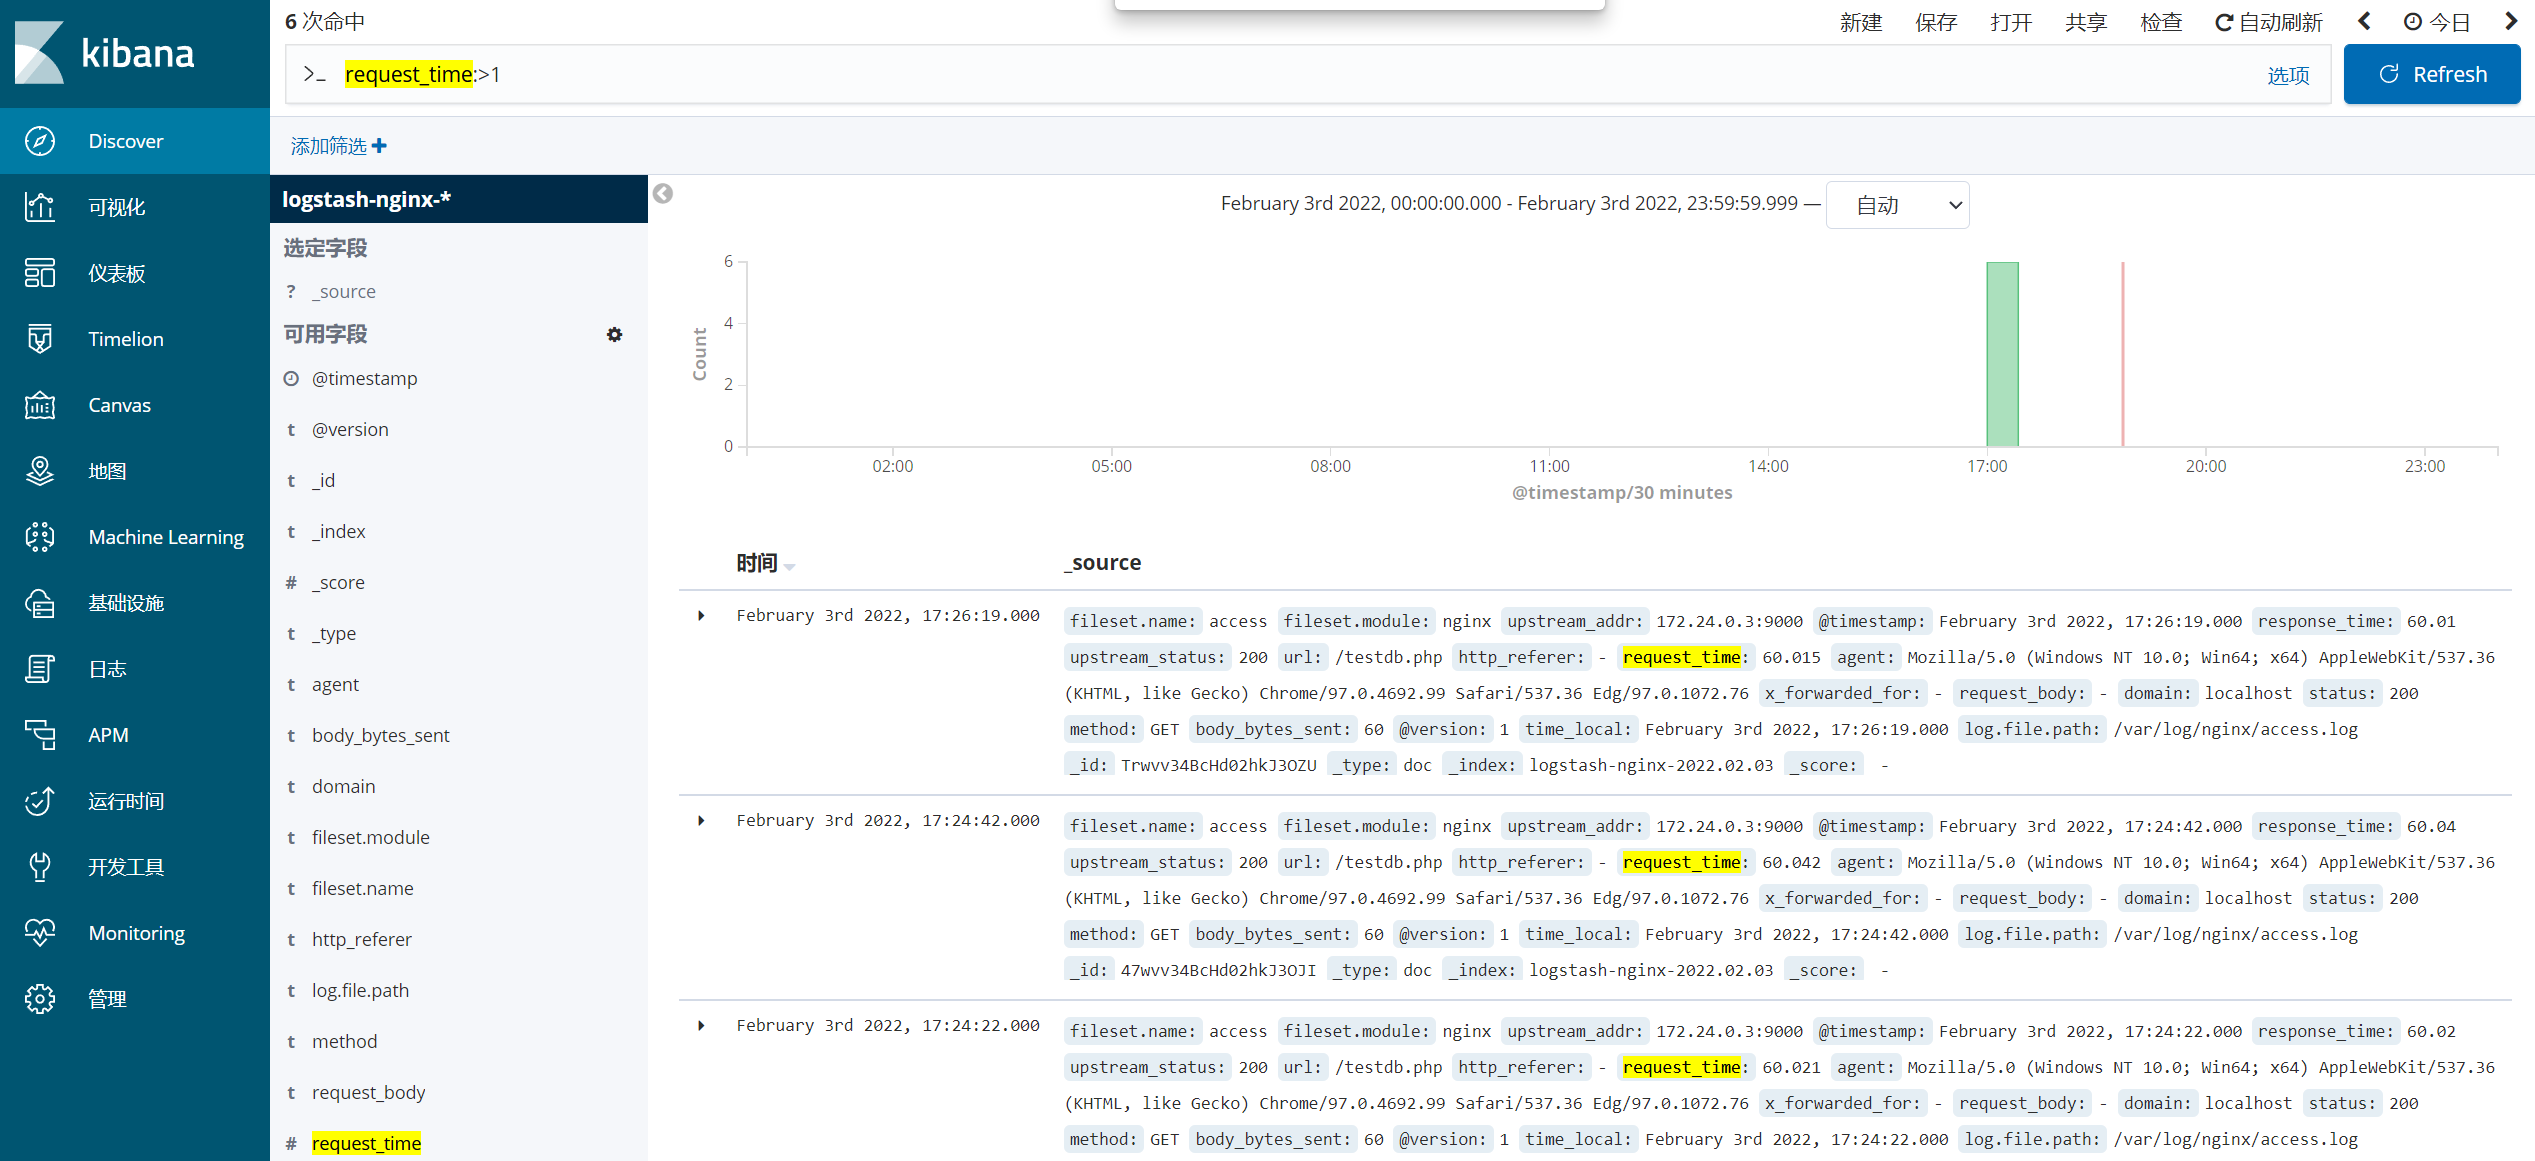 kibana
Discover
可视化
仪表板
Timelion
Canvas
地图
Machine Learning
基础设施
日志
APM
运行时间
开发工具
Monitoring
管理
6 次命中
新建 保存 打开 共享 检查 自动刷新 今日
>_ request_time:>1 选项 Refresh
添加筛选+
logstash-nginx-*
选定字段
? _source
可用字段
@timestamp
t @version
t _id
t _index
# _score
t _type
t agent
t body_bytes_sent
t domain
t fileset.module
t fileset.name
t http_referer
t log.file.path
t method
t request_body
# request_time
February 3rd 2022, 00:00:00.000 - February 3rd 2022, 23:59:59.999 — 自动
Count
6
4
2
0
02:00 05:00 08:00 11:00 14:00 17:00 20:00 23:00
@timestamp/30 minutes
时间 _source
February 3rd 2022, 17:26:19.000 fileset.name: access fileset.module: nginx upstream_addr: 172.24.0.3:9000 @timestamp: February 3rd 2022, 17:26:19.000 response_time: 60.01
upstream_status: 200 url: /testdb.php http_referer: - request_time: 60.015 agent: Mozilla/5.0 (Windows NT 10.0; Win64; x64) AppleWebKit/537.36
(KHTML, like Gecko) Chrome/97.0.4692.99 Safari/537.36 Edg/97.0.1072.76 x_forwarded_for: - request_body: - domain: localhost status: 200
method: GET body_bytes_sent: 60 @version: 1 time_local: February 3rd 2022, 17:26:19.000 log.file.path: /var/log/nginx/access.log
_id: Trwvv34BcHd02hkJ3OZU _type: doc _index: logstash-nginx-2022.02.03 _score: -
February 3rd 2022, 17:24:42.000 fileset.name: access fileset.module: nginx upstream_addr: 172.24.0.3:9000 @timestamp: February 3rd 2022, 17:24:42.000 response_time: 60.04
upstream_status: 200 url: /testdb.php http_referer: - request_time: 60.042 agent: Mozilla/5.0 (Windows NT 10.0; Win64; x64) AppleWebKit/537.36
(KHTML, like Gecko) Chrome/97.0.4692.99 Safari/537.36 Edg/97.0.1072.76 x_forwarded_for: - request_body: - domain: localhost status: 200
method: GET body_bytes_sent: 60 @version: 1 time_local: February 3rd 2022, 17:24:42.000 log.file.path: /var/log/nginx/access.log
_id: 47wvv34BcHd02hkJ3OJI _type: doc _index: logstash-nginx-2022.02.03 _score: -
February 3rd 2022, 17:24:22.000 fileset.name: access fileset.module: nginx upstream_addr: 172.24.0.3:9000 @timestamp: February 3rd 2022, 17:24:22.000 response_time: 60.02
upstream_status: 200 url: /testdb.php http_referer: - request_time: 60.021 agent: Mozilla/5.0 (Windows NT 10.0; Win64; x64) AppleWebKit/537.36
(KHTML, like Gecko) Chrome/97.0.4692.99 Safari/537.36 Edg/97.0.1072.76 x_forwarded_for: - request_body: - domain: localhost status: 200
method: GET body_bytes_sent: 60 @version: 1 time_local: February 3rd 2022, 17:24:22.000 log.file.path: /var/log/nginx/access.log